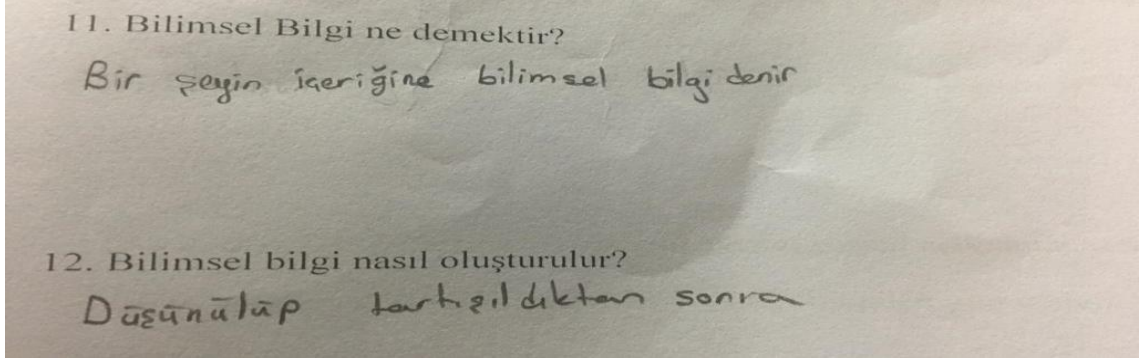 11. Bilimsel Bilgi ne demektir?
Bir şeyin içeriğine bilimsel bilgi denir
12. Bilimsel bilgi nasıl oluşturulur?
Düşünülüp tartışıldıktan sonra